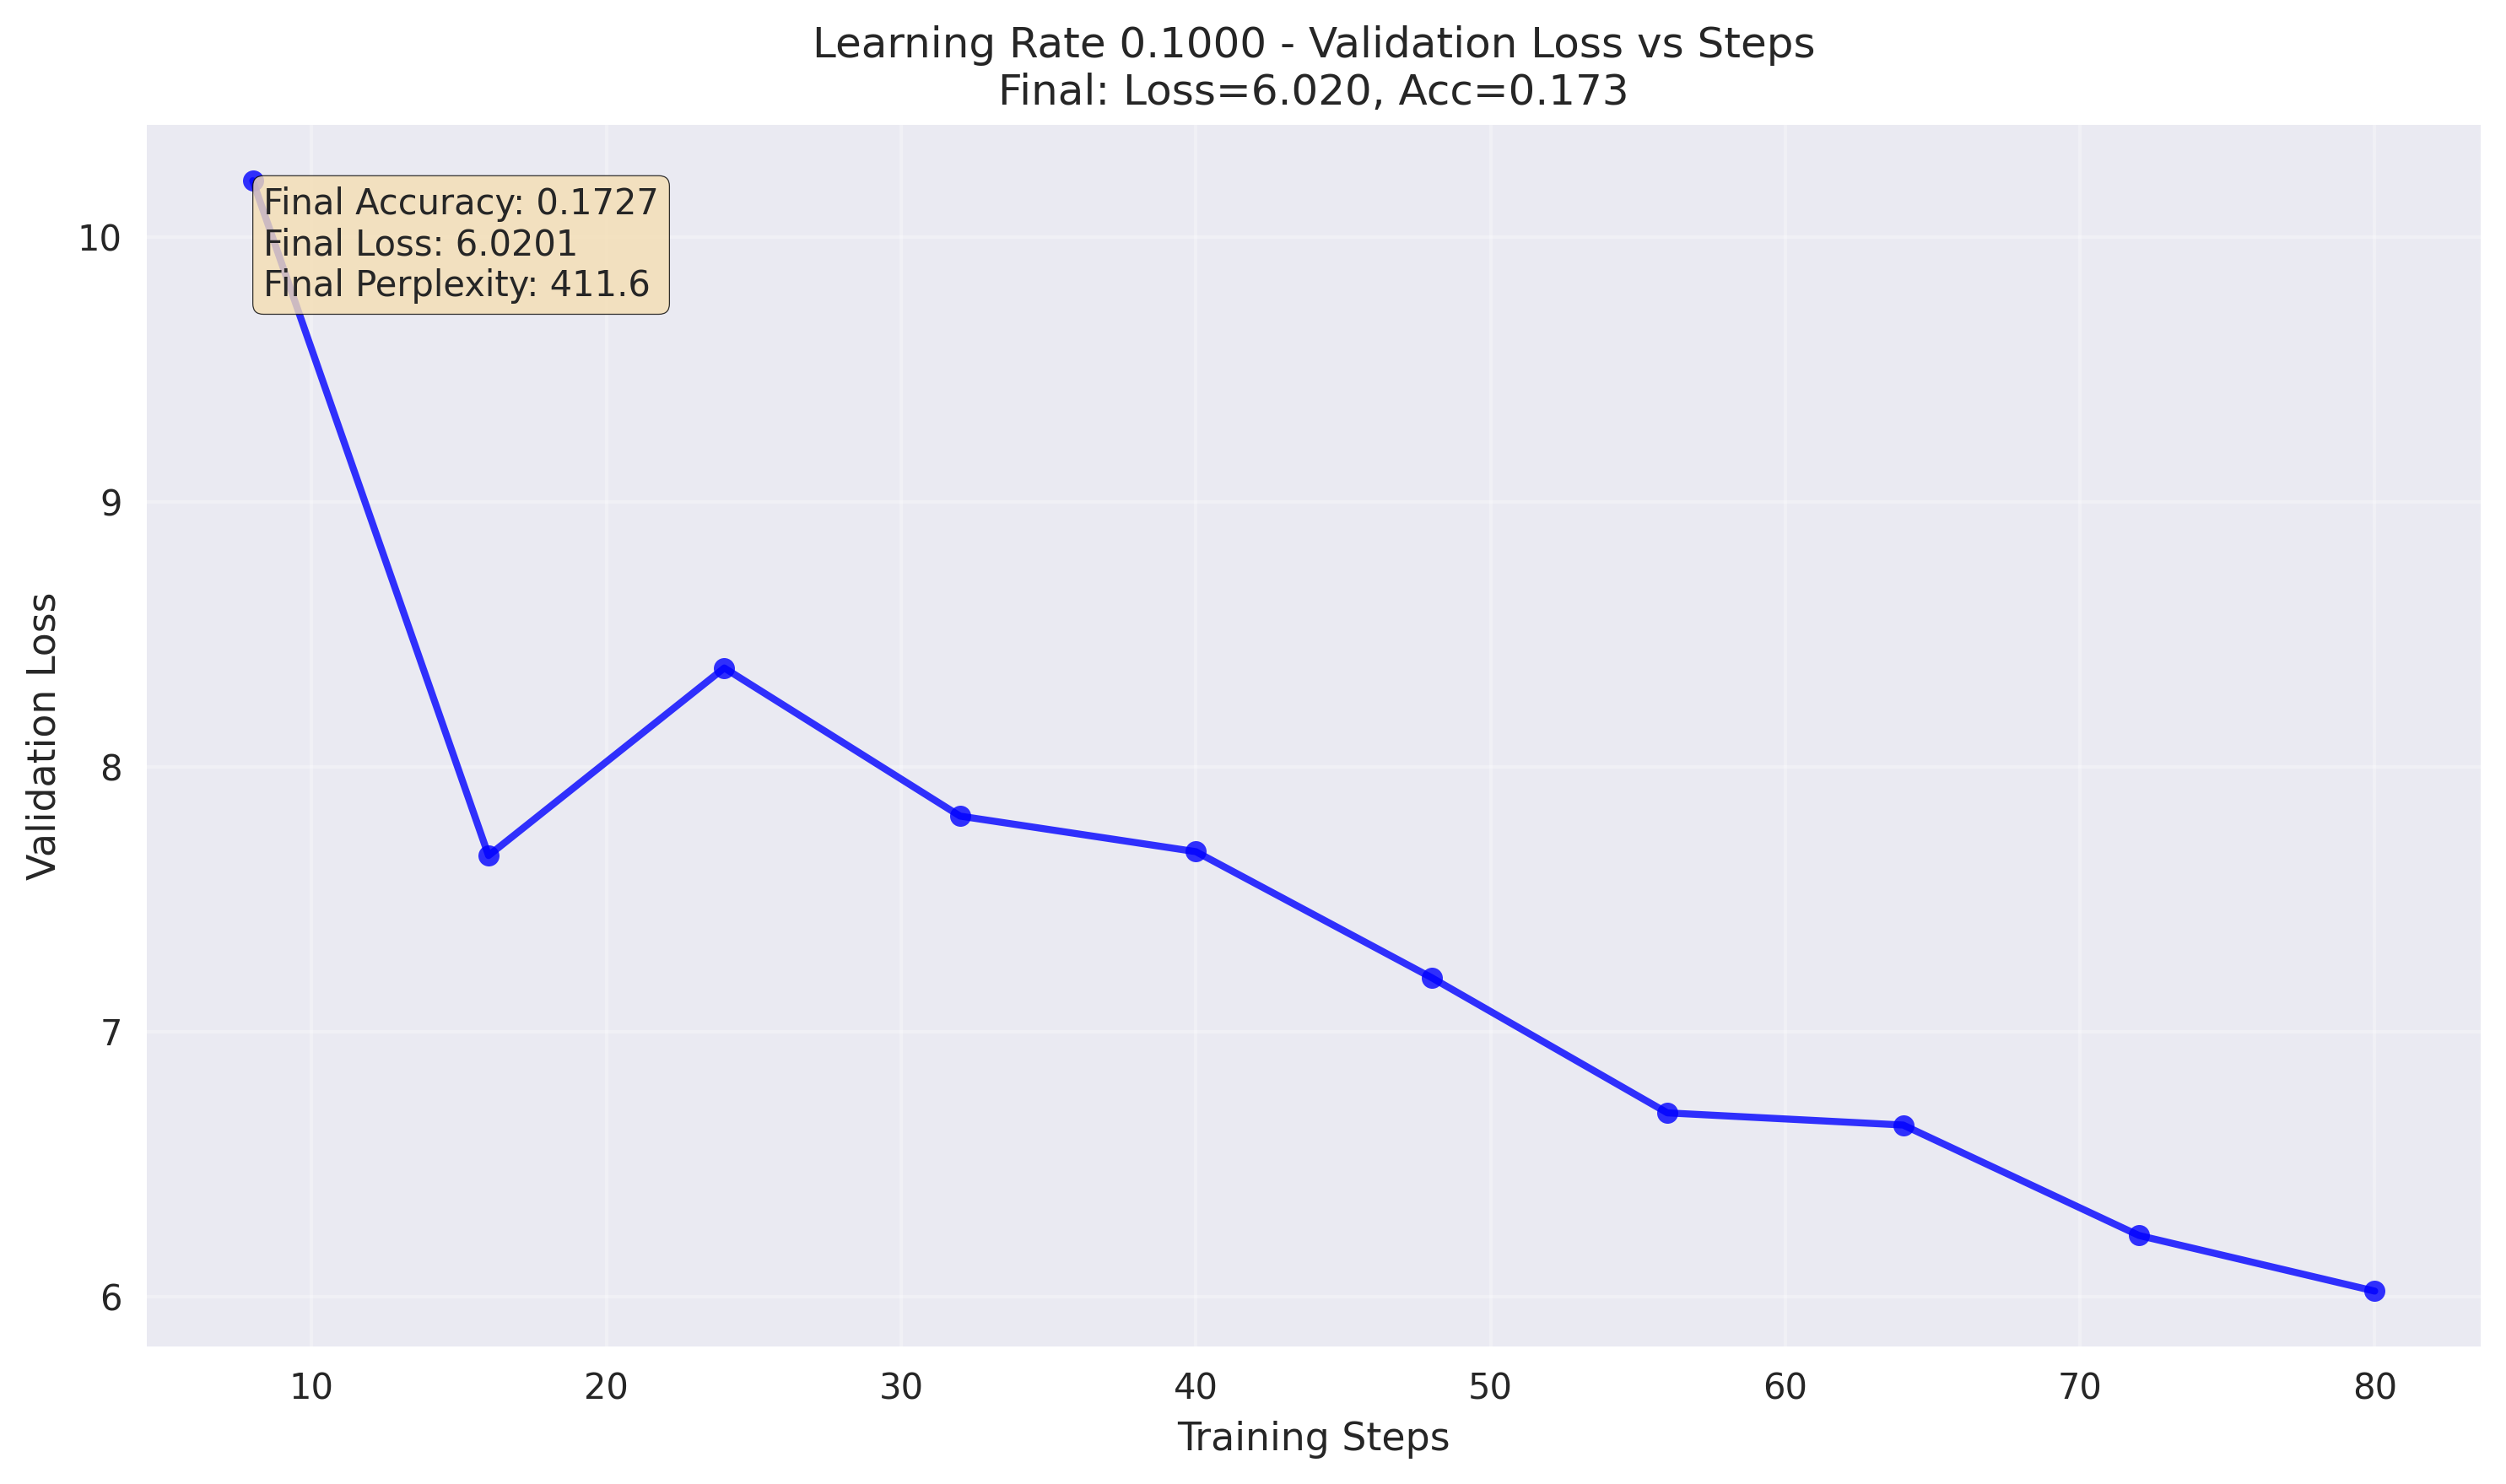 Learning Rate 0.1000 - Validation Loss vs Steps
Final: Loss=6.020, Acc=0.173
Final Accuracy: 0.1727
Final Loss: 6.0201
Final Perplexity: 411.6
Validation Loss
10
9
8
7
6
10 20 30 40 50 60 70 80
Training Steps